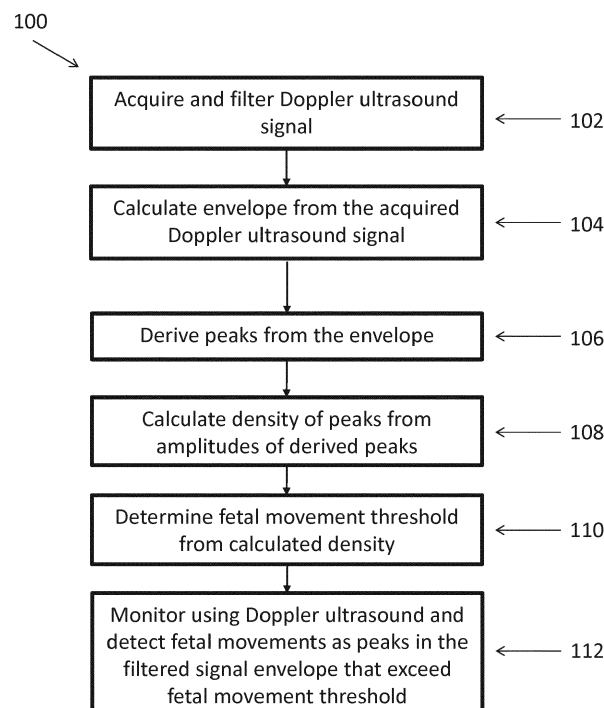 100
Acquire and filter Doppler ultrasound
signal
102
Calculate envelope from the acquired
Doppler ultrasound signal
104
Derive peaks from the envelope
106
Calculate density of peaks from
amplitudes of derived peaks
108
Determine fetal movement threshold
from calculated density
110
Monitor using Doppler ultrasound and
detect fetal movements as peaks in the
filtered signal envelope that exceed
fetal movement threshold
112